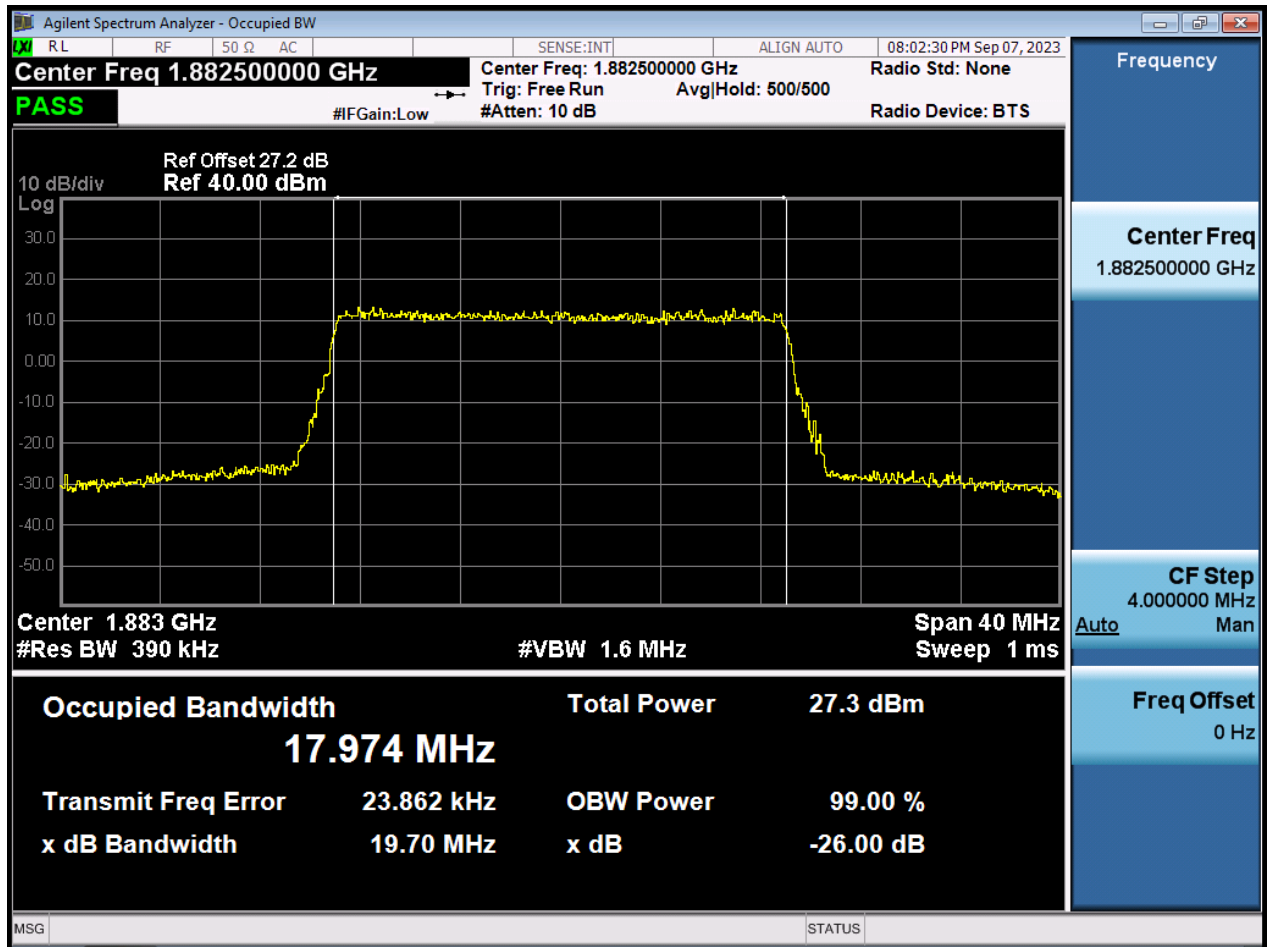 Agilent Spectrum Analyzer - Occupied BW
LXI RL RF 50 Ω AC SENSE:INT ALIGN AUTO 08:02:30 PM Sep 07, 2023
Center Freq 1.882500000 GHz
Center Freq: 1.882500000 GHz Radio Std: None
Trig: Free Run Avg|Hold: 500/500
PASS
#IFGain:Low #Atten: 10 dB Radio Device: BTS
Ref Offset 27.2 dB
10 dB/div Ref 40.00 dBm
Log
30.0
20.0
10.0
0.00
-10.0
-20.0
-30.0
-40.0
-50.0
Center 1.883 GHz Span 40 MHz
#Res BW 390 kHz #VBW 1.6 MHz Sweep 1 ms
Occupied Bandwidth Total Power 27.3 dBm
17.974 MHz
Transmit Freq Error 23.862 kHz OBW Power 99.00 %
x dB Bandwidth 19.70 MHz x dB -26.00 dB
Frequency
Center Freq
1.882500000 GHz
CF Step
4.000000 MHz
Auto Man
Freq Offset
0 Hz
MSG STATUS